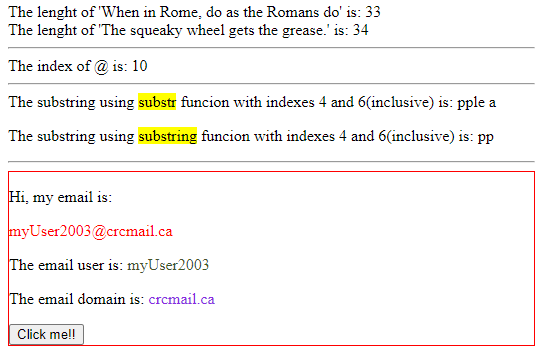 The lenght of 'When in Rome, do as the Romans do' is: 33
The lenght of 'The squeaky wheel gets the grease.' is: 34
The index of @ is: 10
The substring using substr funcion with indexes 4 and 6(inclusive) is: pple a
The substring using substring funcion with indexes 4 and 6(inclusive) is: pp
Hi, my email is:
myUser2003@crcmail.ca
The email user is: myUser2003
The email domain is: crcmail.ca
Click me!!